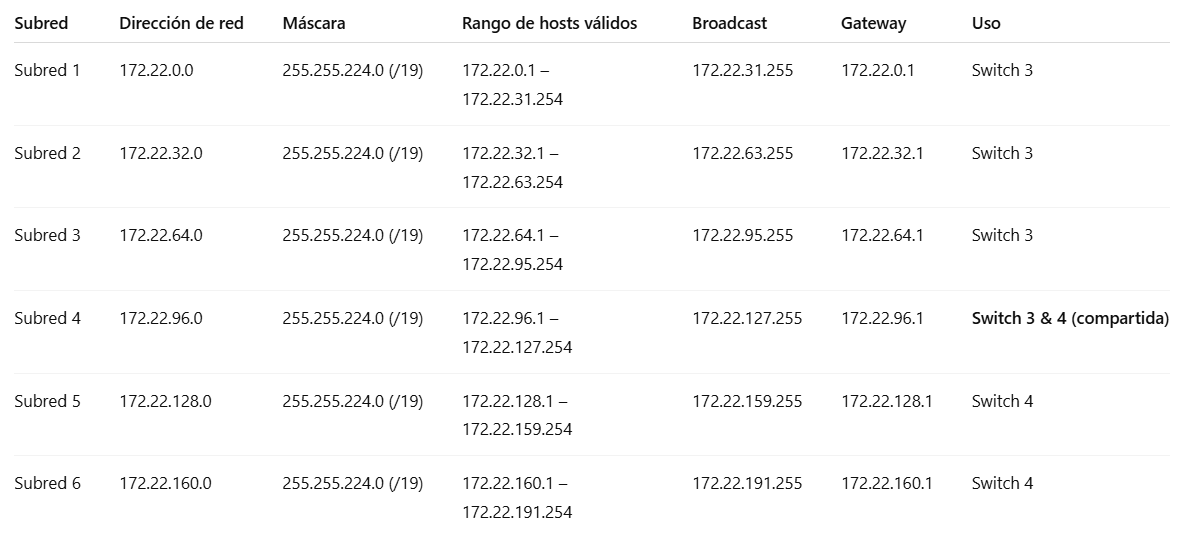 Subred Dirección de red Máscara Rango de hosts válidos Broadcast Gateway Uso
Subred 1 172.22.0.0 255.255.224.0 (/19) 172.22.0.1 – 172.22.31.255 172.22.0.1 Switch 3
172.22.31.254
Subred 2 172.22.32.0 255.255.224.0 (/19) 172.22.32.1 – 172.22.63.255 172.22.32.1 Switch 3
172.22.63.254
Subred 3 172.22.64.0 255.255.224.0 (/19) 172.22.64.1 – 172.22.95.255 172.22.64.1 Switch 3
172.22.95.254
Subred 4 172.22.96.0 255.255.224.0 (/19) 172.22.96.1 – 172.22.127.255 172.22.96.1 Switch 3 & 4 (compartida)
172.22.127.254
Subred 5 172.22.128.0 255.255.224.0 (/19) 172.22.128.1 – 172.22.159.255 172.22.128.1 Switch 4
172.22.159.254
Subred 6 172.22.160.0 255.255.224.0 (/19) 172.22.160.1 – 172.22.191.255 172.22.160.1 Switch 4
172.22.191.254